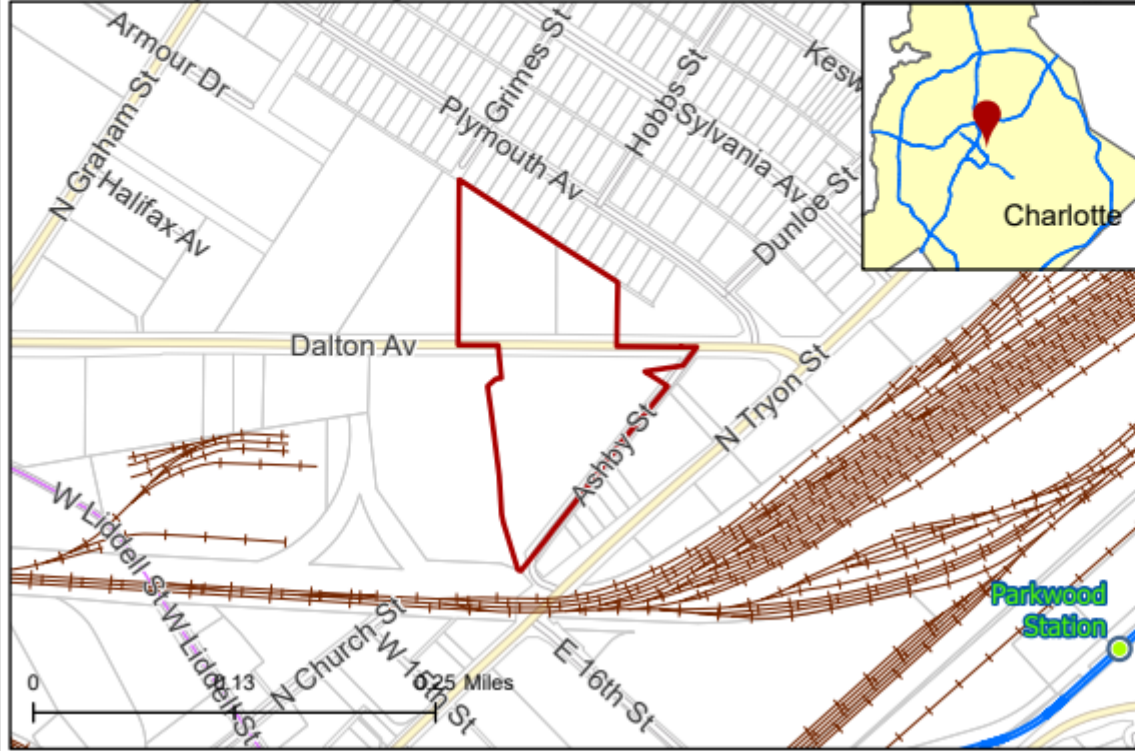 Armour Dr
Grimes St
Hobbs St
Kesw
N Graham St
Plymouth Av
Sylvania Av
Halifax Av
Dunloe St
Charlotte
Dalton Av
N Tryon St
Ashby St
W Liddell St
W Liddell St
N Church St
W 16th St
E 16th St
Parkwood
Station
0 0.13 0.25 Miles